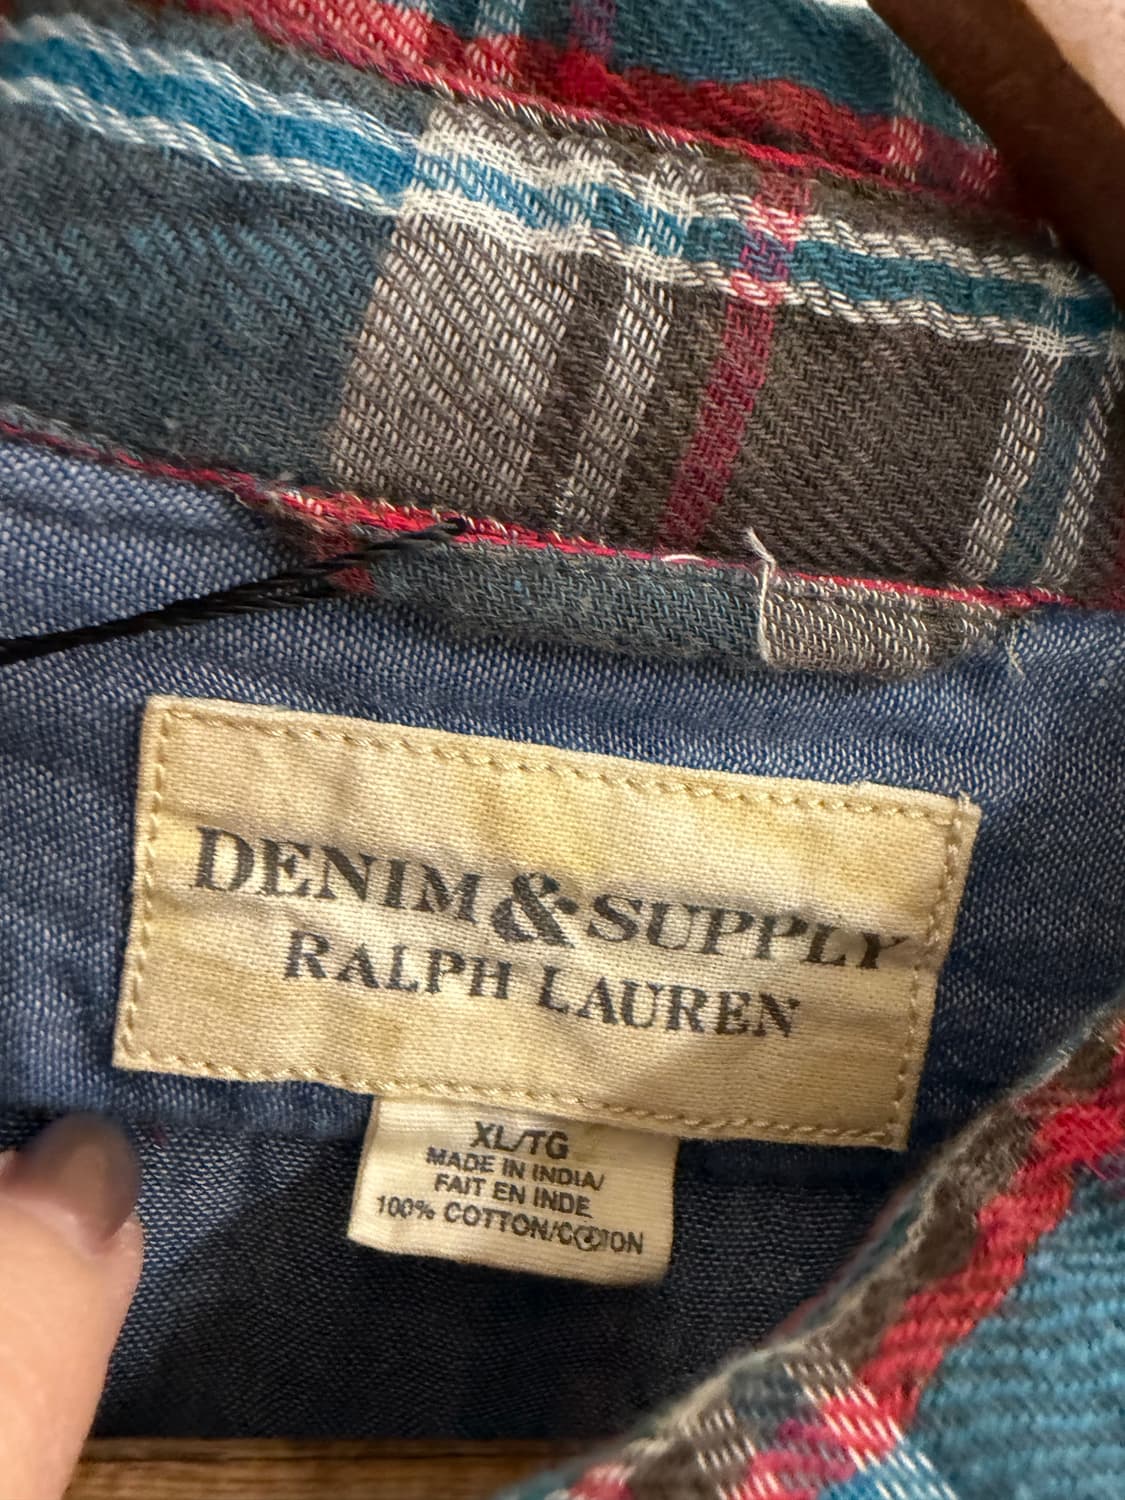 DENIM & SUPPLY
RALPH LAUREN
XL/TG
MADE IN INDIA/
FAIT EN INDE
100% COTTON/COTON